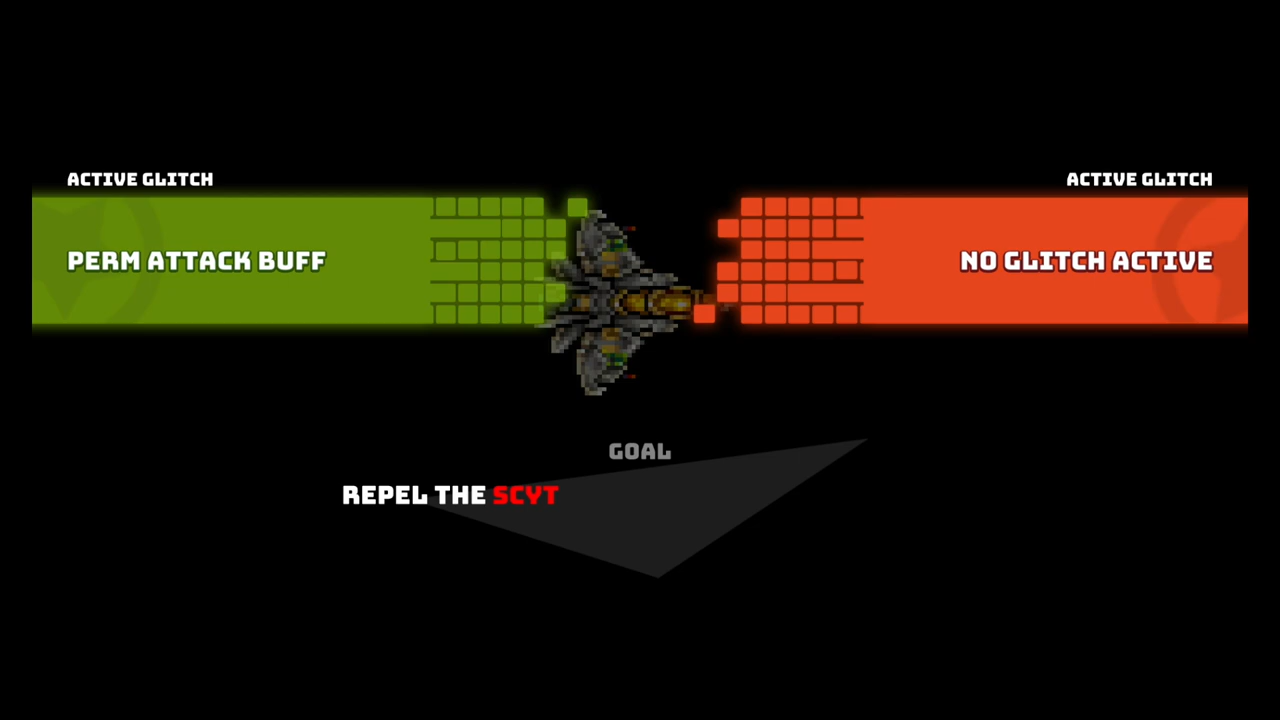 ACTIVE GLITCH
ACTIVE GLITCH
PERM ATTACK BUFF
NO GLITCH ACTIVE
GOAL
REPEL THE SCYT